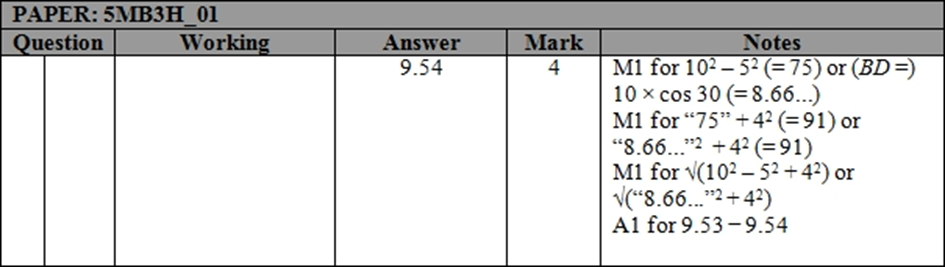 PAPER: 5MB3H_01
Question Working Answer Mark Notes
9.54 4 M1 for 10² – 5² (= 75) or (BD =)
10 × cos 30 (= 8.66...)
M1 for “75” + 4² (= 91) or
“8.66...”² + 4² (= 91)
M1 for √(10² – 5² + 4²) or
√(“8.66...”² + 4²)
A1 for 9.53 – 9.54